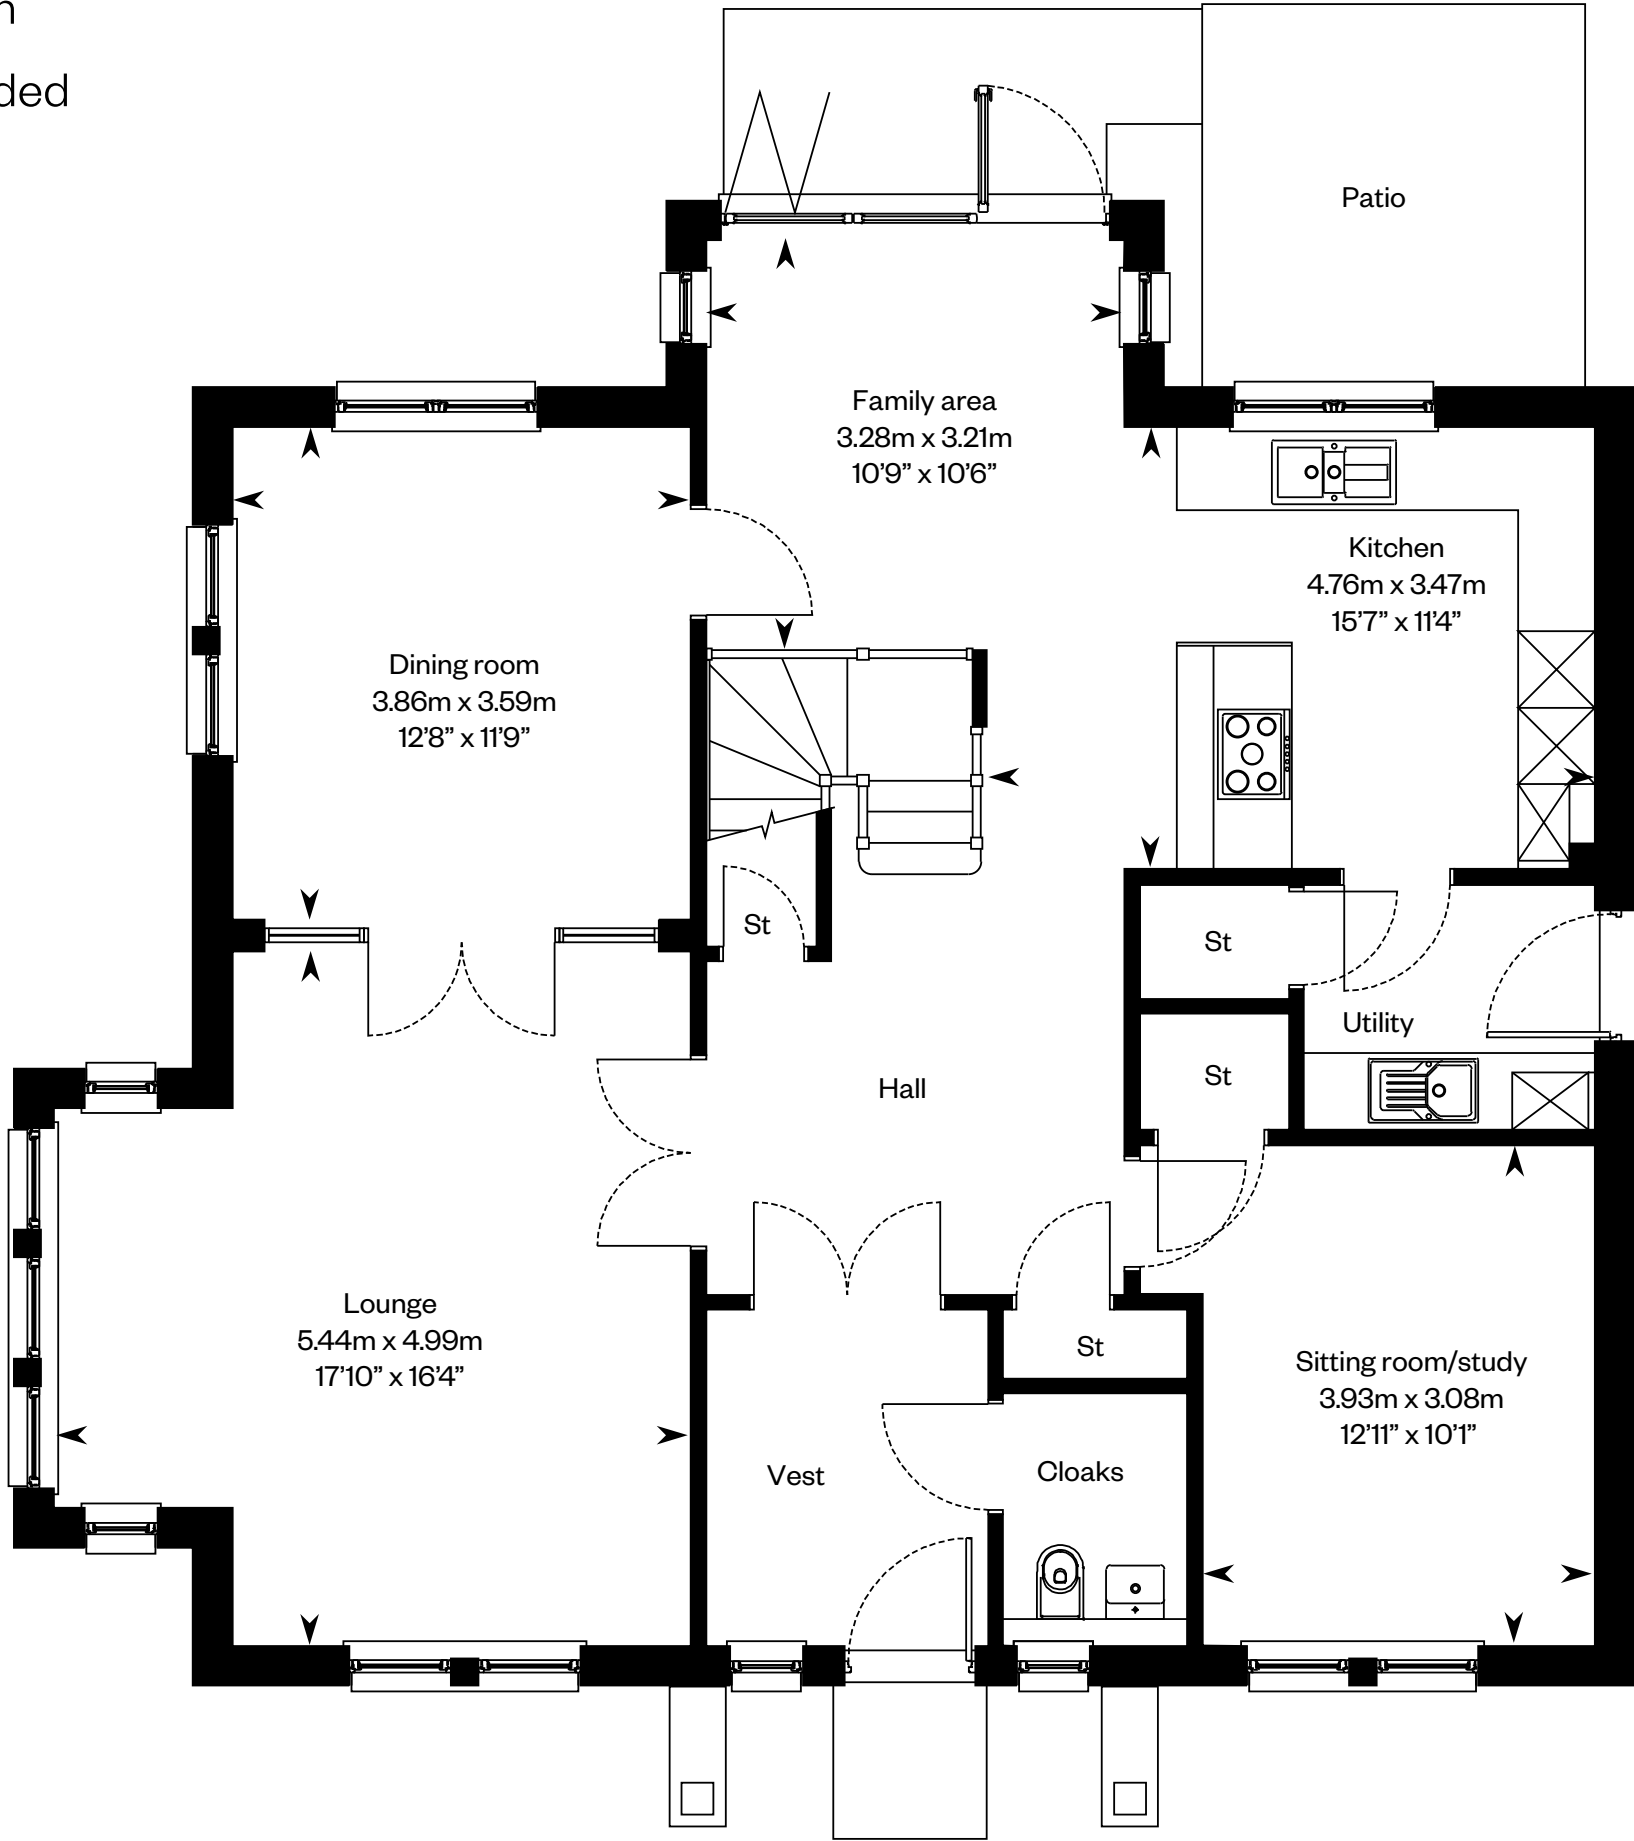 ded
Patio
Family area
3.28m x 3.21m
10’9” x 10’6”
Kitchen
4.76m x 3.47m
15’7” x 11’4”
Dining room
3.86m x 3.59m
12’8” x 11’9”
St
St
Utility
St
Hall
Lounge
5.44m x 4.99m
17’10” x 16’4”
St
Sitting room/study
3.93m x 3.08m
12’11” x 10’1”
Vest
Cloaks